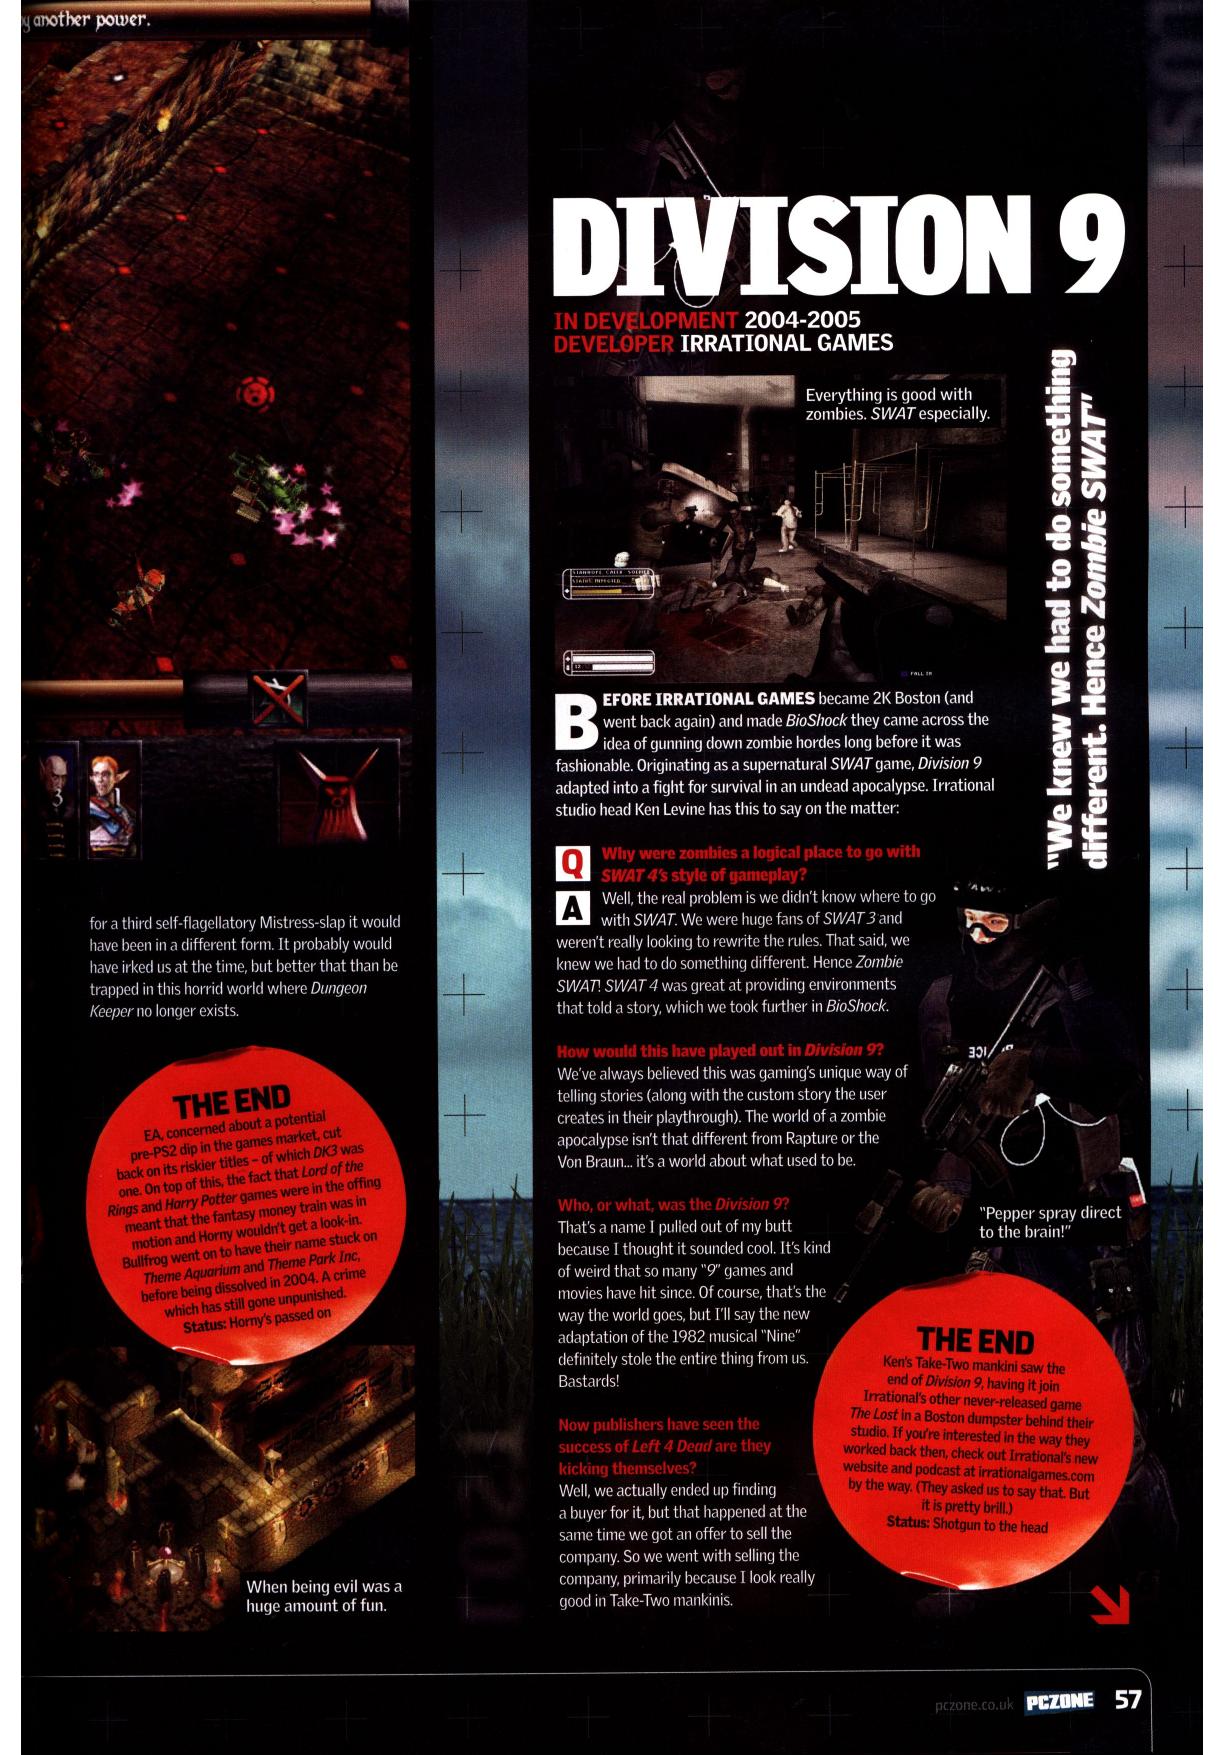 y another power.
for a third self-flagellatory Mistress-slap it would
have been in a different form. It probably would
have irked us at the time, but better that than be
trapped in this horrid world where Dungeon
Keeper no longer exists.
THE END
EA, concerned about a potential
pre-PS2 dip in the games market, cut
back on its riskier titles – of which DK3 was
one. On top of this, the fact that Lord of the
Rings and Harry Potter games were in the offing
meant that the fantasy money train was in
motion and Horny wouldn't get a look-in.
Bullfrog went on to have their name stuck on
Theme Aquarium and Theme Park Inc,
before being dissolved in 2004. A crime
which has still gone unpunished.
Status: Horny's passed on
When being evil was a
huge amount of fun.
DIVISION 9
IN DEVELOPMENT 2004-2005
DEVELOPER IRRATIONAL GAMES
Everything is good with
zombies. SWAT especially.
FALL IN
"We knew we had to do something
different. Hence Zombie SWAT"
BEFORE IRRATIONAL GAMES became 2K Boston (and
went back again) and made BioShock they came across the
idea of gunning down zombie hordes long before it was
fashionable. Originating as a supernatural SWAT game, Division 9
adapted into a fight for survival in an undead apocalypse. Irrational
studio head Ken Levine has this to say on the matter:
Q Why were zombies a logical place to go with
SWAT 4's style of gameplay?
A Well, the real problem is we didn't know where to go
with SWAT. We were huge fans of SWAT 3 and
weren't really looking to rewrite the rules. That said, we
knew we had to do something different. Hence Zombie
SWAT! SWAT 4 was great at providing environments
that told a story, which we took further in BioShock.
How would this have played out in Division 9?
We've always believed this was gaming's unique way of
telling stories (along with the custom story the user
creates in their playthrough). The world of a zombie
apocalypse isn't that different from Rapture or the
Von Braun... it's a world about what used to be.
Who, or what, was the Division 9?
That's a name I pulled out of my butt
because I thought it sounded cool. It's kind
of weird that so many "9" games and
movies have hit since. Of course, that's the
way the world goes, but I'll say the new
adaptation of the 1982 musical "Nine"
definitely stole the entire thing from us.
Bastards!
Now publishers have seen the
success of Left 4 Dead are they
kicking themselves?
Well, we actually ended up finding
a buyer for it, but that happened at the
same time we got an offer to sell the
company. So we went with selling the
company, primarily because I look really
good in Take-Two mankinis.
"Pepper spray direct
to the brain!"
THE END
Ken's Take-Two mankini saw the
end of Division 9, having it join
Irrational's other never-released game
The Lost in a Boston dumpster behind their
studio. If you're interested in the way they
worked back then, check out Irrational's new
website and podcast at irrationalgames.com
by the way. (They asked us to say that. But
it is pretty brill.)
Status: Shotgun to the head
pczone.co.uk PCZONE 57